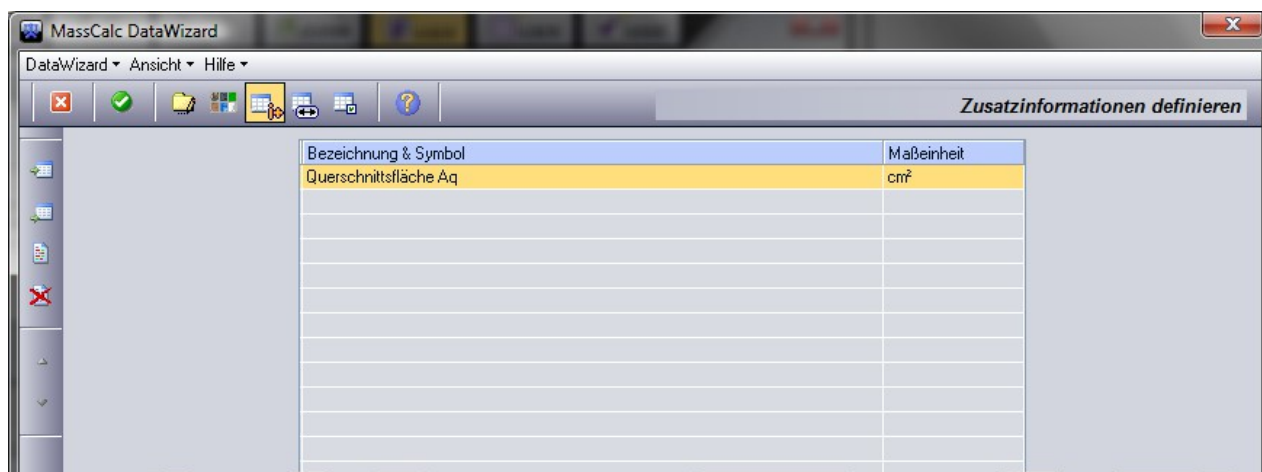 MassCalc DataWizard
DataWizard Ansicht Hilfe
Zusatzinformationen definieren
Bezeichnung & Symbol Maßeinheit
Querschnittsfläche Aq cm²